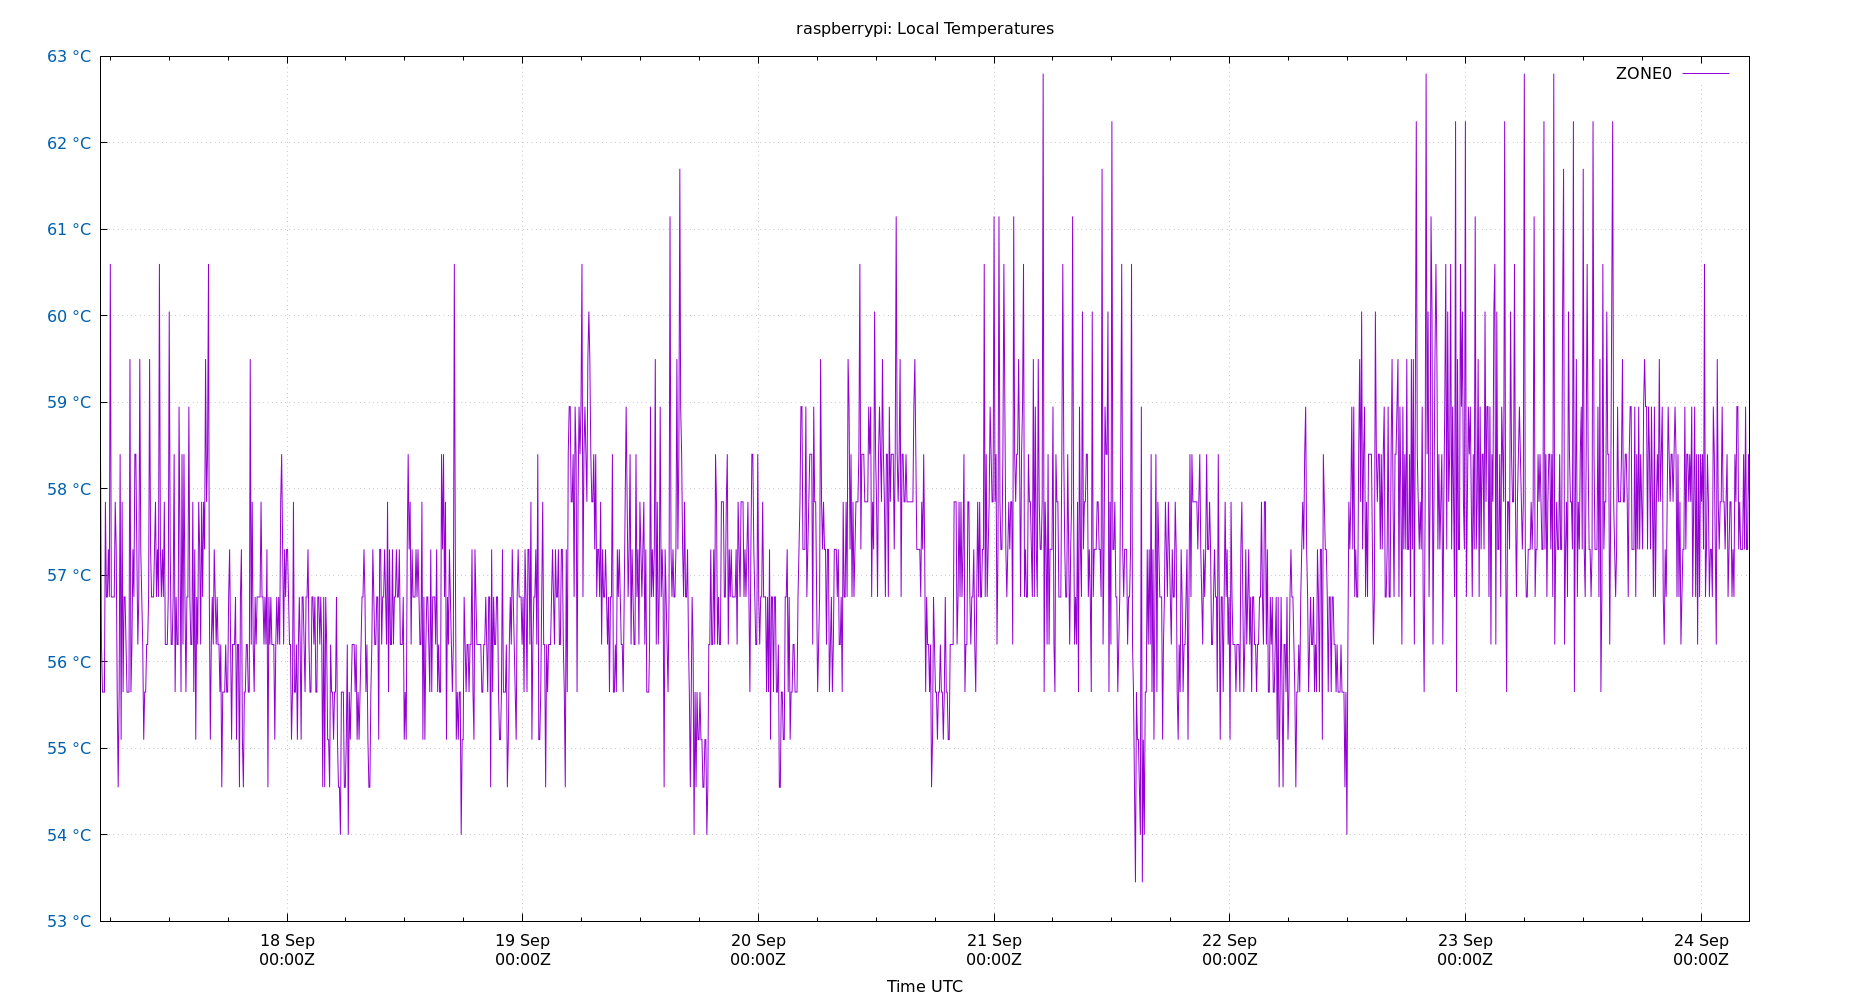 raspberrypi: Local Temperatures
ZONE0
63 °C
62 °C
61 °C
60 °C
59 °C
58 °C
57 °C
56 °C
55 °C
54 °C
53 °C
18 Sep 19 Sep 20 Sep 21 Sep 22 Sep 23 Sep 24 Sep
00:00Z 00:00Z 00:00Z 00:00Z 00:00Z 00:00Z 00:00Z
Time UTC